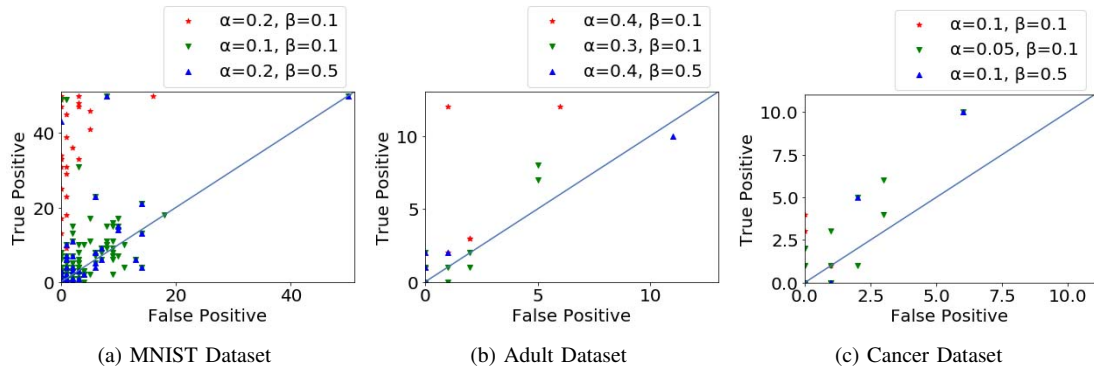 α=0.2, β=0.1
α=0.1, β=0.1
α=0.2, β=0.5
True Positive
40
20
0
0
20
40
False Positive
(a) MNIST Dataset
α=0.4, β=0.1
α=0.3, β=0.1
α=0.4, β=0.5
True Positive
10
5
0
0
5
10
False Positive
(b) Adult Dataset
α=0.1, β=0.1
α=0.05, β=0.1
α=0.1, β=0.5
True Positive
10.0
7.5
5.0
2.5
0.0
0.0
2.5
5.0
7.5
10.0
False Positive
(c) Cancer Dataset